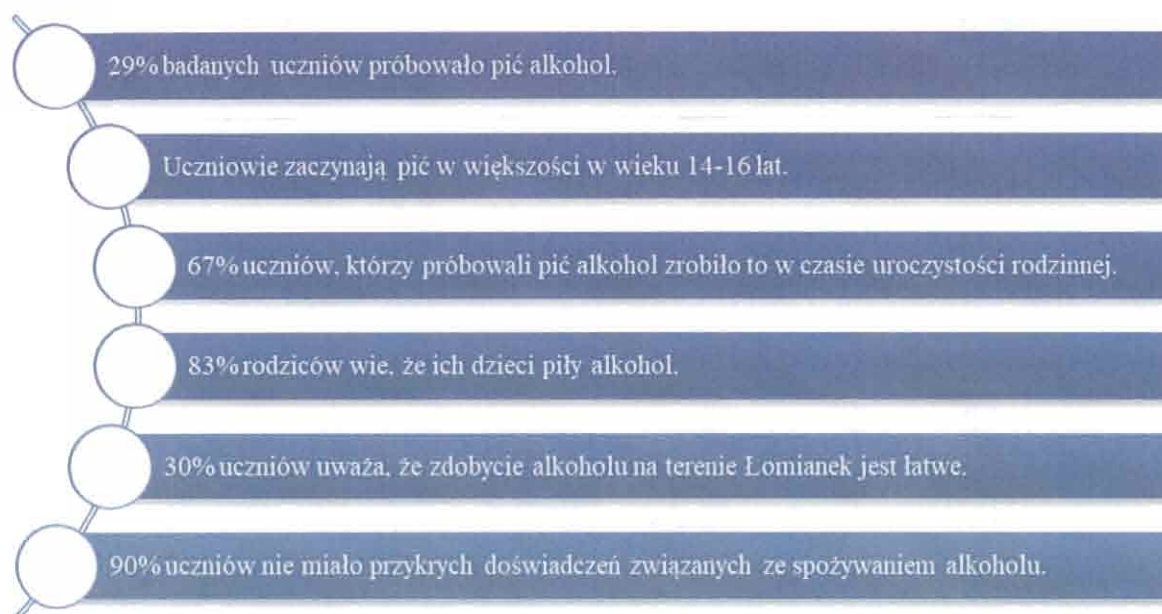 29% badanych uczniów próbowało pić alkohol.
Uczniowie zaczynają pić w większości w wieku 14-16 lat.
67% uczniów, którzy próbowali pić alkohol zrobiło to w czasie uroczystości rodzinnej.
83% rodziców wie, że ich dzieci piły alkohol.
30% uczniów uważa, że zdobycie alkoholu na terenie Łomianek jest łatwe.
90% uczniów nie miało przykrych doświadczeń związanych ze spożywaniem alkoholu.